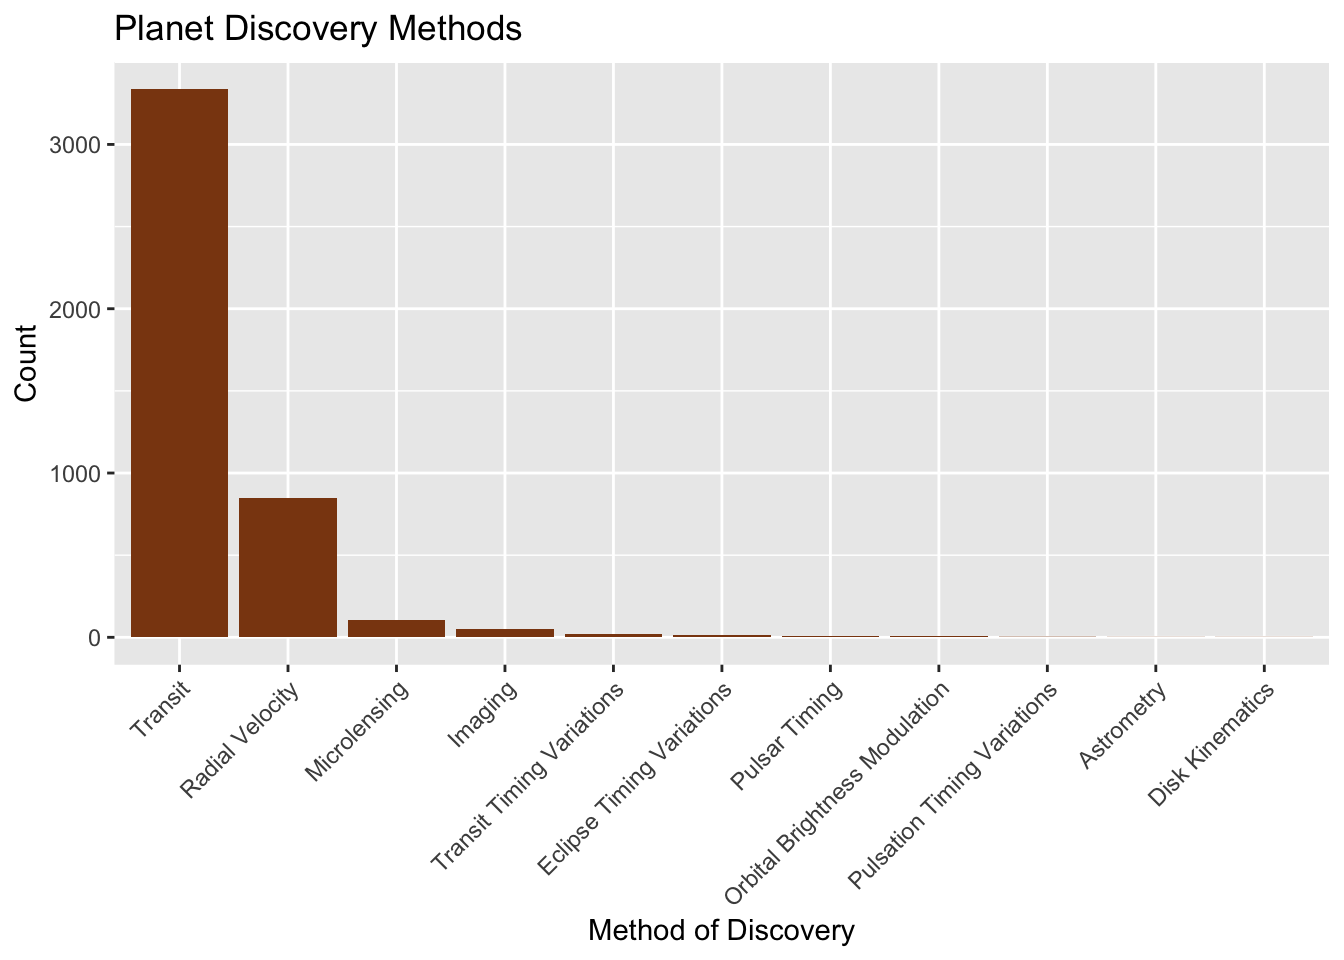 Planet Discovery Methods
Count
3000
2000
1000
0
Transit
Radial Velocity
Microlensing
Imaging
Transit Timing Variations
Eclipse Timing Variations
Pulsar Timing
Orbital Brightness Modulation
Pulsation Timing Variations
Astrometry
Disk Kinematics
Method of Discovery